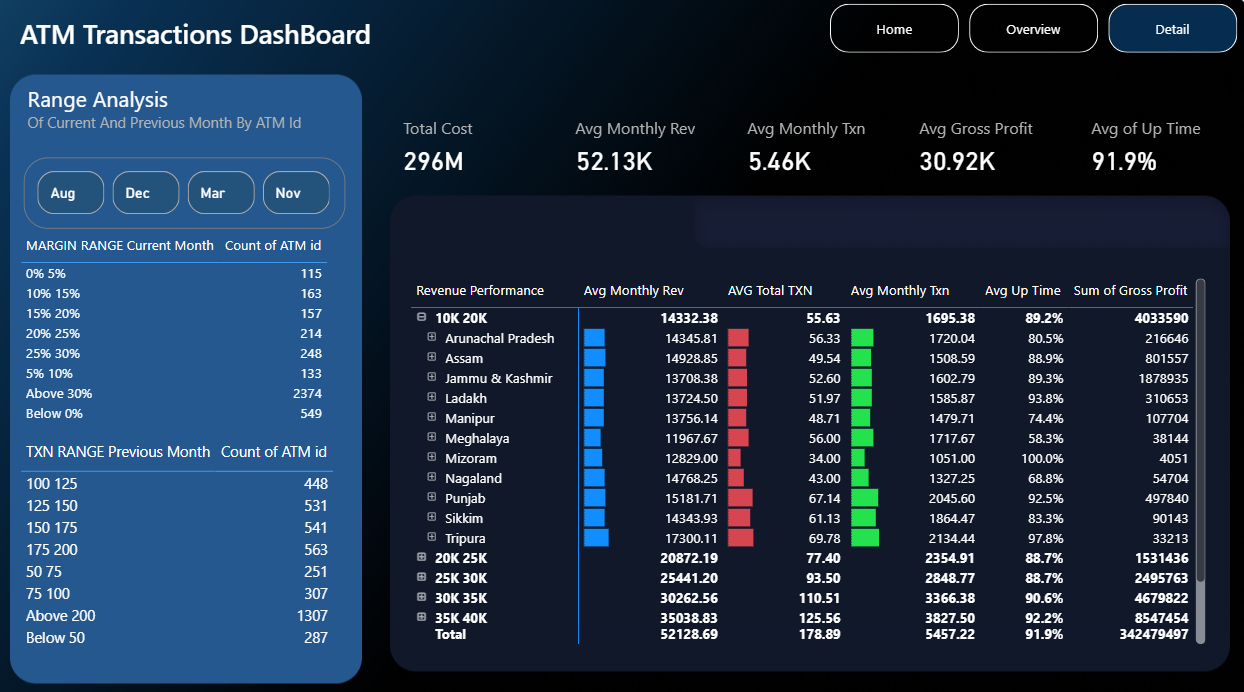 ATM Transactions DashBoard
Home Overview Detail
Range Analysis
Of Current And Previous Month By ATM Id
Aug Dec Mar Nov
MARGIN RANGE Current Month Count of ATM id
0% 5% 115
10% 15% 163
15% 20% 157
20% 25% 214
25% 30% 248
5% 10% 133
Above 30% 2374
Below 0% 549
TXN RANGE Previous Month Count of ATM id
100 125 448
125 150 531
150 175 541
175 200 563
50 75 251
75 100 307
Above 200 1307
Below 50 287
Total Cost Avg Monthly Rev Avg Monthly Txn Avg Gross Profit Avg of Up Time
296M 52.13K 5.46K 30.92K 91.9%
Revenue Performance Avg Monthly Rev AVG Total TXN Avg Monthly Txn Avg Up Time Sum of Gross Profit
10K 20K 14332.38 55.63 1695.38 89.2% 4033590
Arunachal Pradesh 14345.81 56.33 1720.04 80.5% 216646
Assam 14928.85 49.54 1508.59 88.9% 801557
Jammu & Kashmir 13708.38 52.60 1602.79 89.3% 1878935
Ladakh 13724.50 51.97 1585.87 93.8% 310653
Manipur 13756.14 48.71 1479.71 74.4% 107704
Meghalaya 11967.67 56.00 1717.67 58.3% 38144
Mizoram 12829.00 34.00 1051.00 100.0% 4051
Nagaland 14768.25 43.00 1327.25 68.8% 54704
Punjab 15181.71 67.14 2045.60 92.5% 497840
Sikkim 14343.93 61.13 1864.47 83.3% 90143
Tripura 17300.11 69.78 2134.44 97.8% 33213
20K 25K 20872.19 77.40 2354.91 88.7% 1531436
25K 30K 25441.20 93.50 2848.77 88.7% 2495763
30K 35K 30262.56 110.51 3366.38 90.6% 4679822
35K 40K 35038.83 125.56 3827.50 92.2% 8547454
Total 52128.69 178.89 5457.22 91.9% 342479497